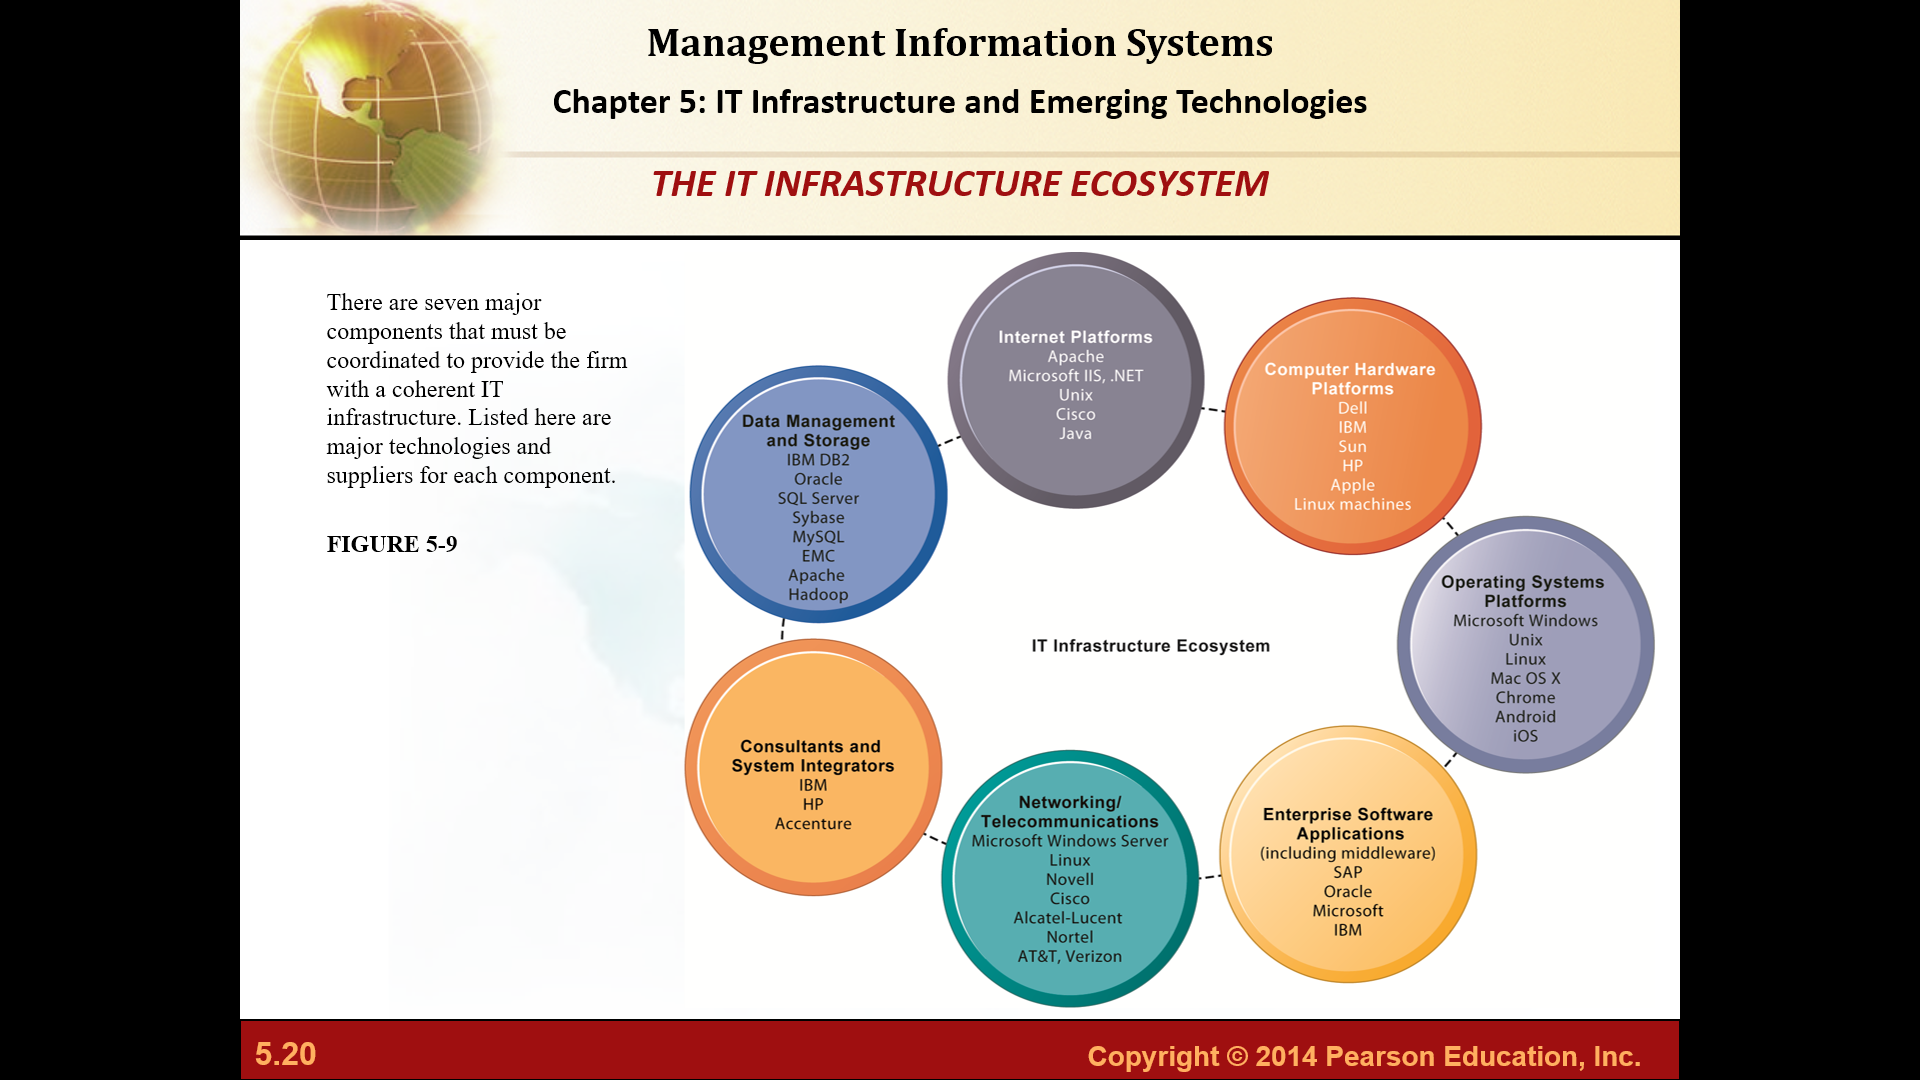 Management Information Systems
Chapter 5: IT Infrastructure and Emerging Technologies
THE IT INFRASTRUCTURE ECOSYSTEM
There are seven major
components that must be
coordinated to provide the firm
with a coherent IT
infrastructure. Listed here are
major technologies and
suppliers for each component.
FIGURE 5-9
Internet Platforms
Apache
Microsoft IIS, .NET
Unix
Cisco
Java
Computer Hardware
Platforms
Dell
IBM
Sun
HP
Apple
Linux machines
Operating Systems
Platforms
Microsoft Windows
Unix
Linux
Mac OS X
Chrome
Android
iOS
Enterprise Software
Applications
(including middleware)
SAP
Oracle
Microsoft
IBM
Networking/
Telecommunications
Microsoft Windows Server
Linux
Novell
Cisco
Alcatel-Lucent
Nortel
AT&T, Verizon
Consultants and
System Integrators
IBM
HP
Accenture
Data Management
and Storage
IBM DB2
Oracle
SQL Server
Sybase
MySQL
EMC
Apache
Hadoop
IT Infrastructure Ecosystem
5.20
Copyright © 2014 Pearson Education, Inc.